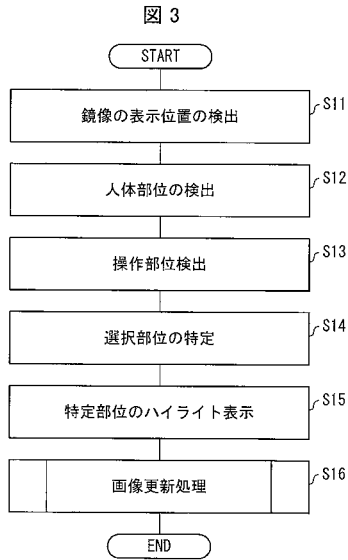 図 3
START
鏡像の表示位置の検出
S11
人体部位の検出
S12
操作部位検出
S13
選択部位の特定
S14
特定部位のハイライト表示
S15
画像更新処理
S16
END